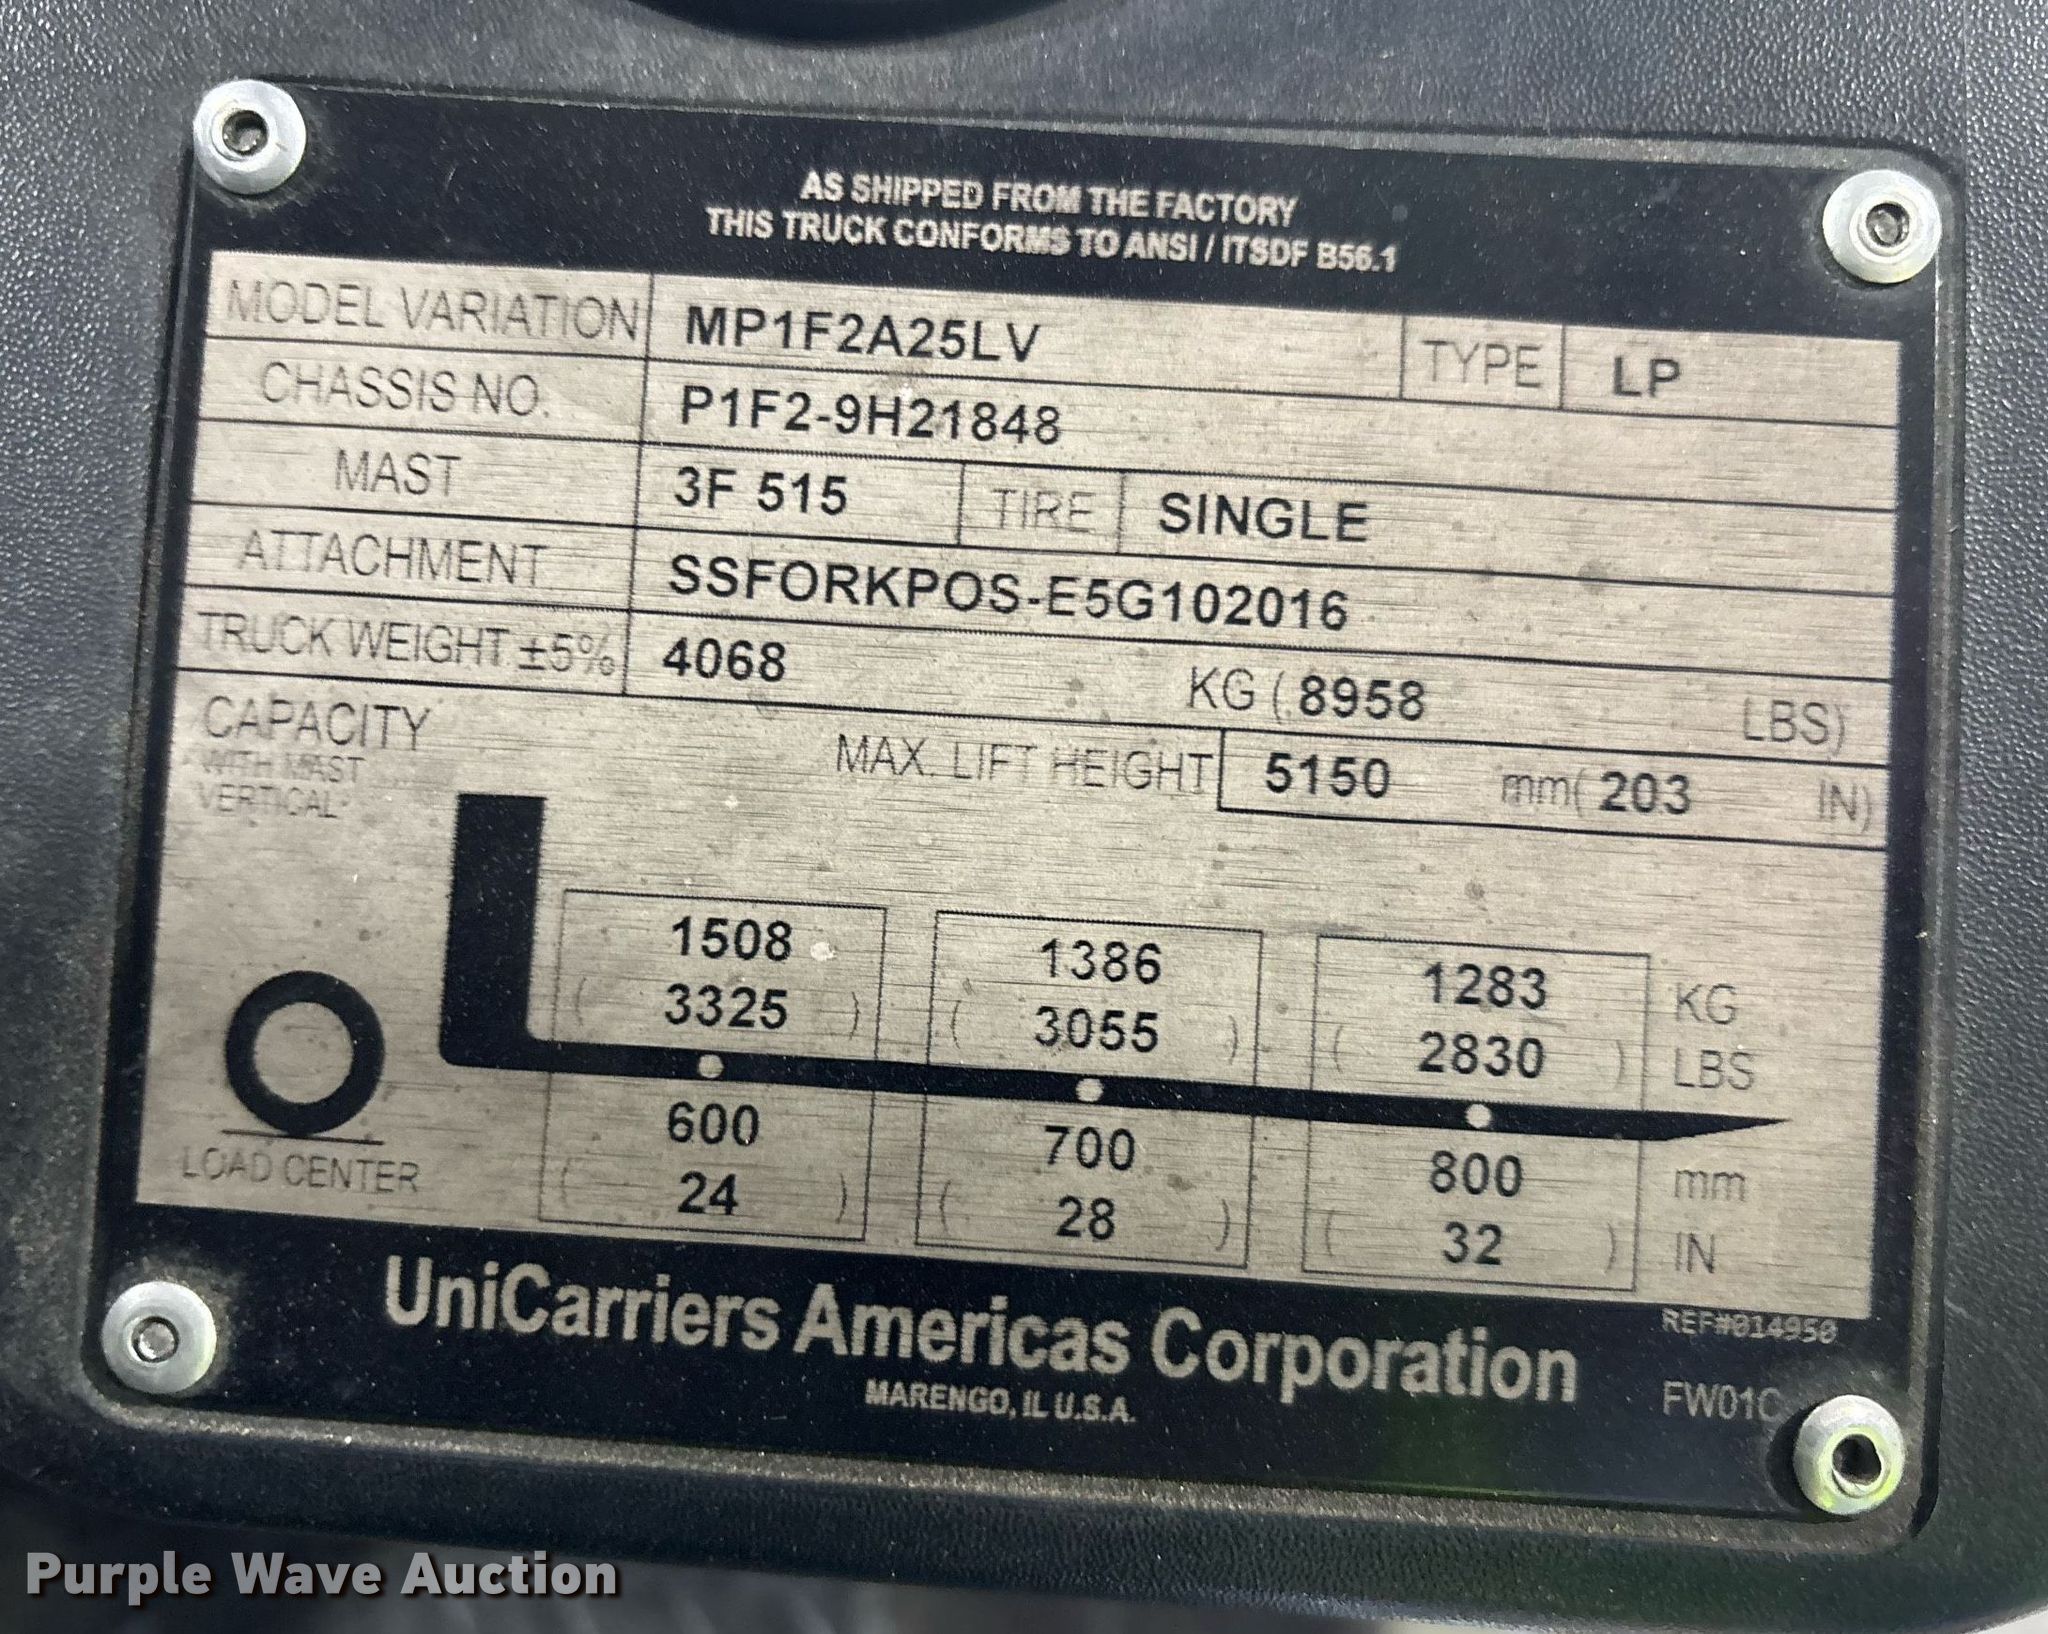 AS SHIPPED FROM THE FACTORY
THIS TRUCK CONFORMS TO ANSI / ITSDF B56.1
MODEL VARIATION MP1F2A25LV TYPE LP
CHASSIS NO. P1F2-9H21848
MAST 3F 515 TIRE SINGLE
ATTACHMENT SSFORKPOS-E5G102016
TRUCK WEIGHT ±5% 4068 KG ( 8958 LBS)
CAPACITY
WITH MAST
VERTICAL
MAX. LIFT HEIGHT 5150 mm( 203 IN)
1508 1386 1283 KG
( 3325 ) ( 3055 ) ( 2830 ) LBS
600 700 800 mm
LOAD CENTER ( 24 ) ( 28 ) ( 32 ) IN
UniCarriers Americas Corporation
MARENGO, IL U.S.A.
REF#014950
FW01C
Purple Wave Auction